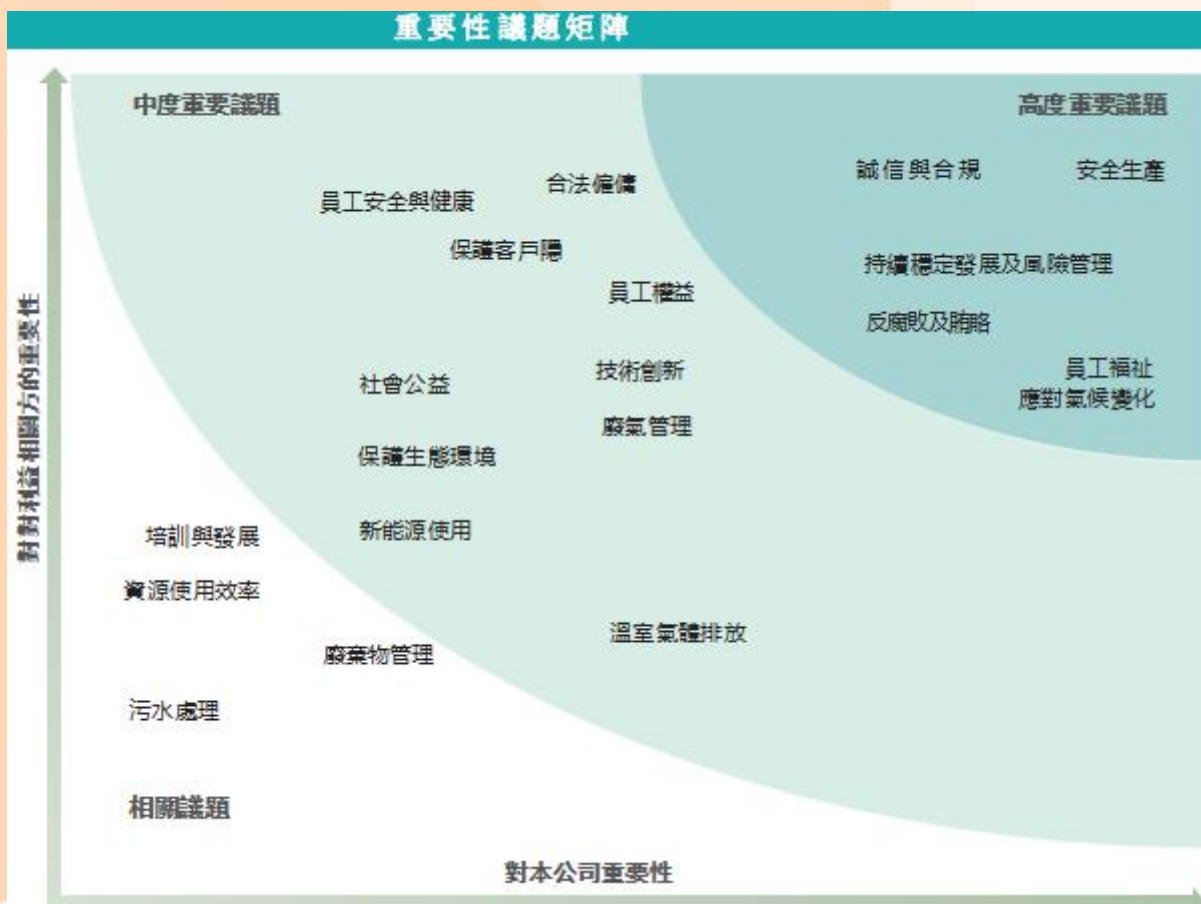 重要性議題矩陣
中度重要議題
高度重要議題
誠信與合規
安全生產
合法僱傭
員工安全與健康
保護客戶隱
持續穩定發展及風險管理
員工權益
反腐敗及賄賂
技術創新
員工福祉
社會公益
應對氣候變化
廢氣管理
保護生態環境
對對利益相關方的重要性
新能源使用
培訓與發展
資源使用效率
溫室氣體排放
廢棄物管理
污水處理
相關議題
對本公司重要性